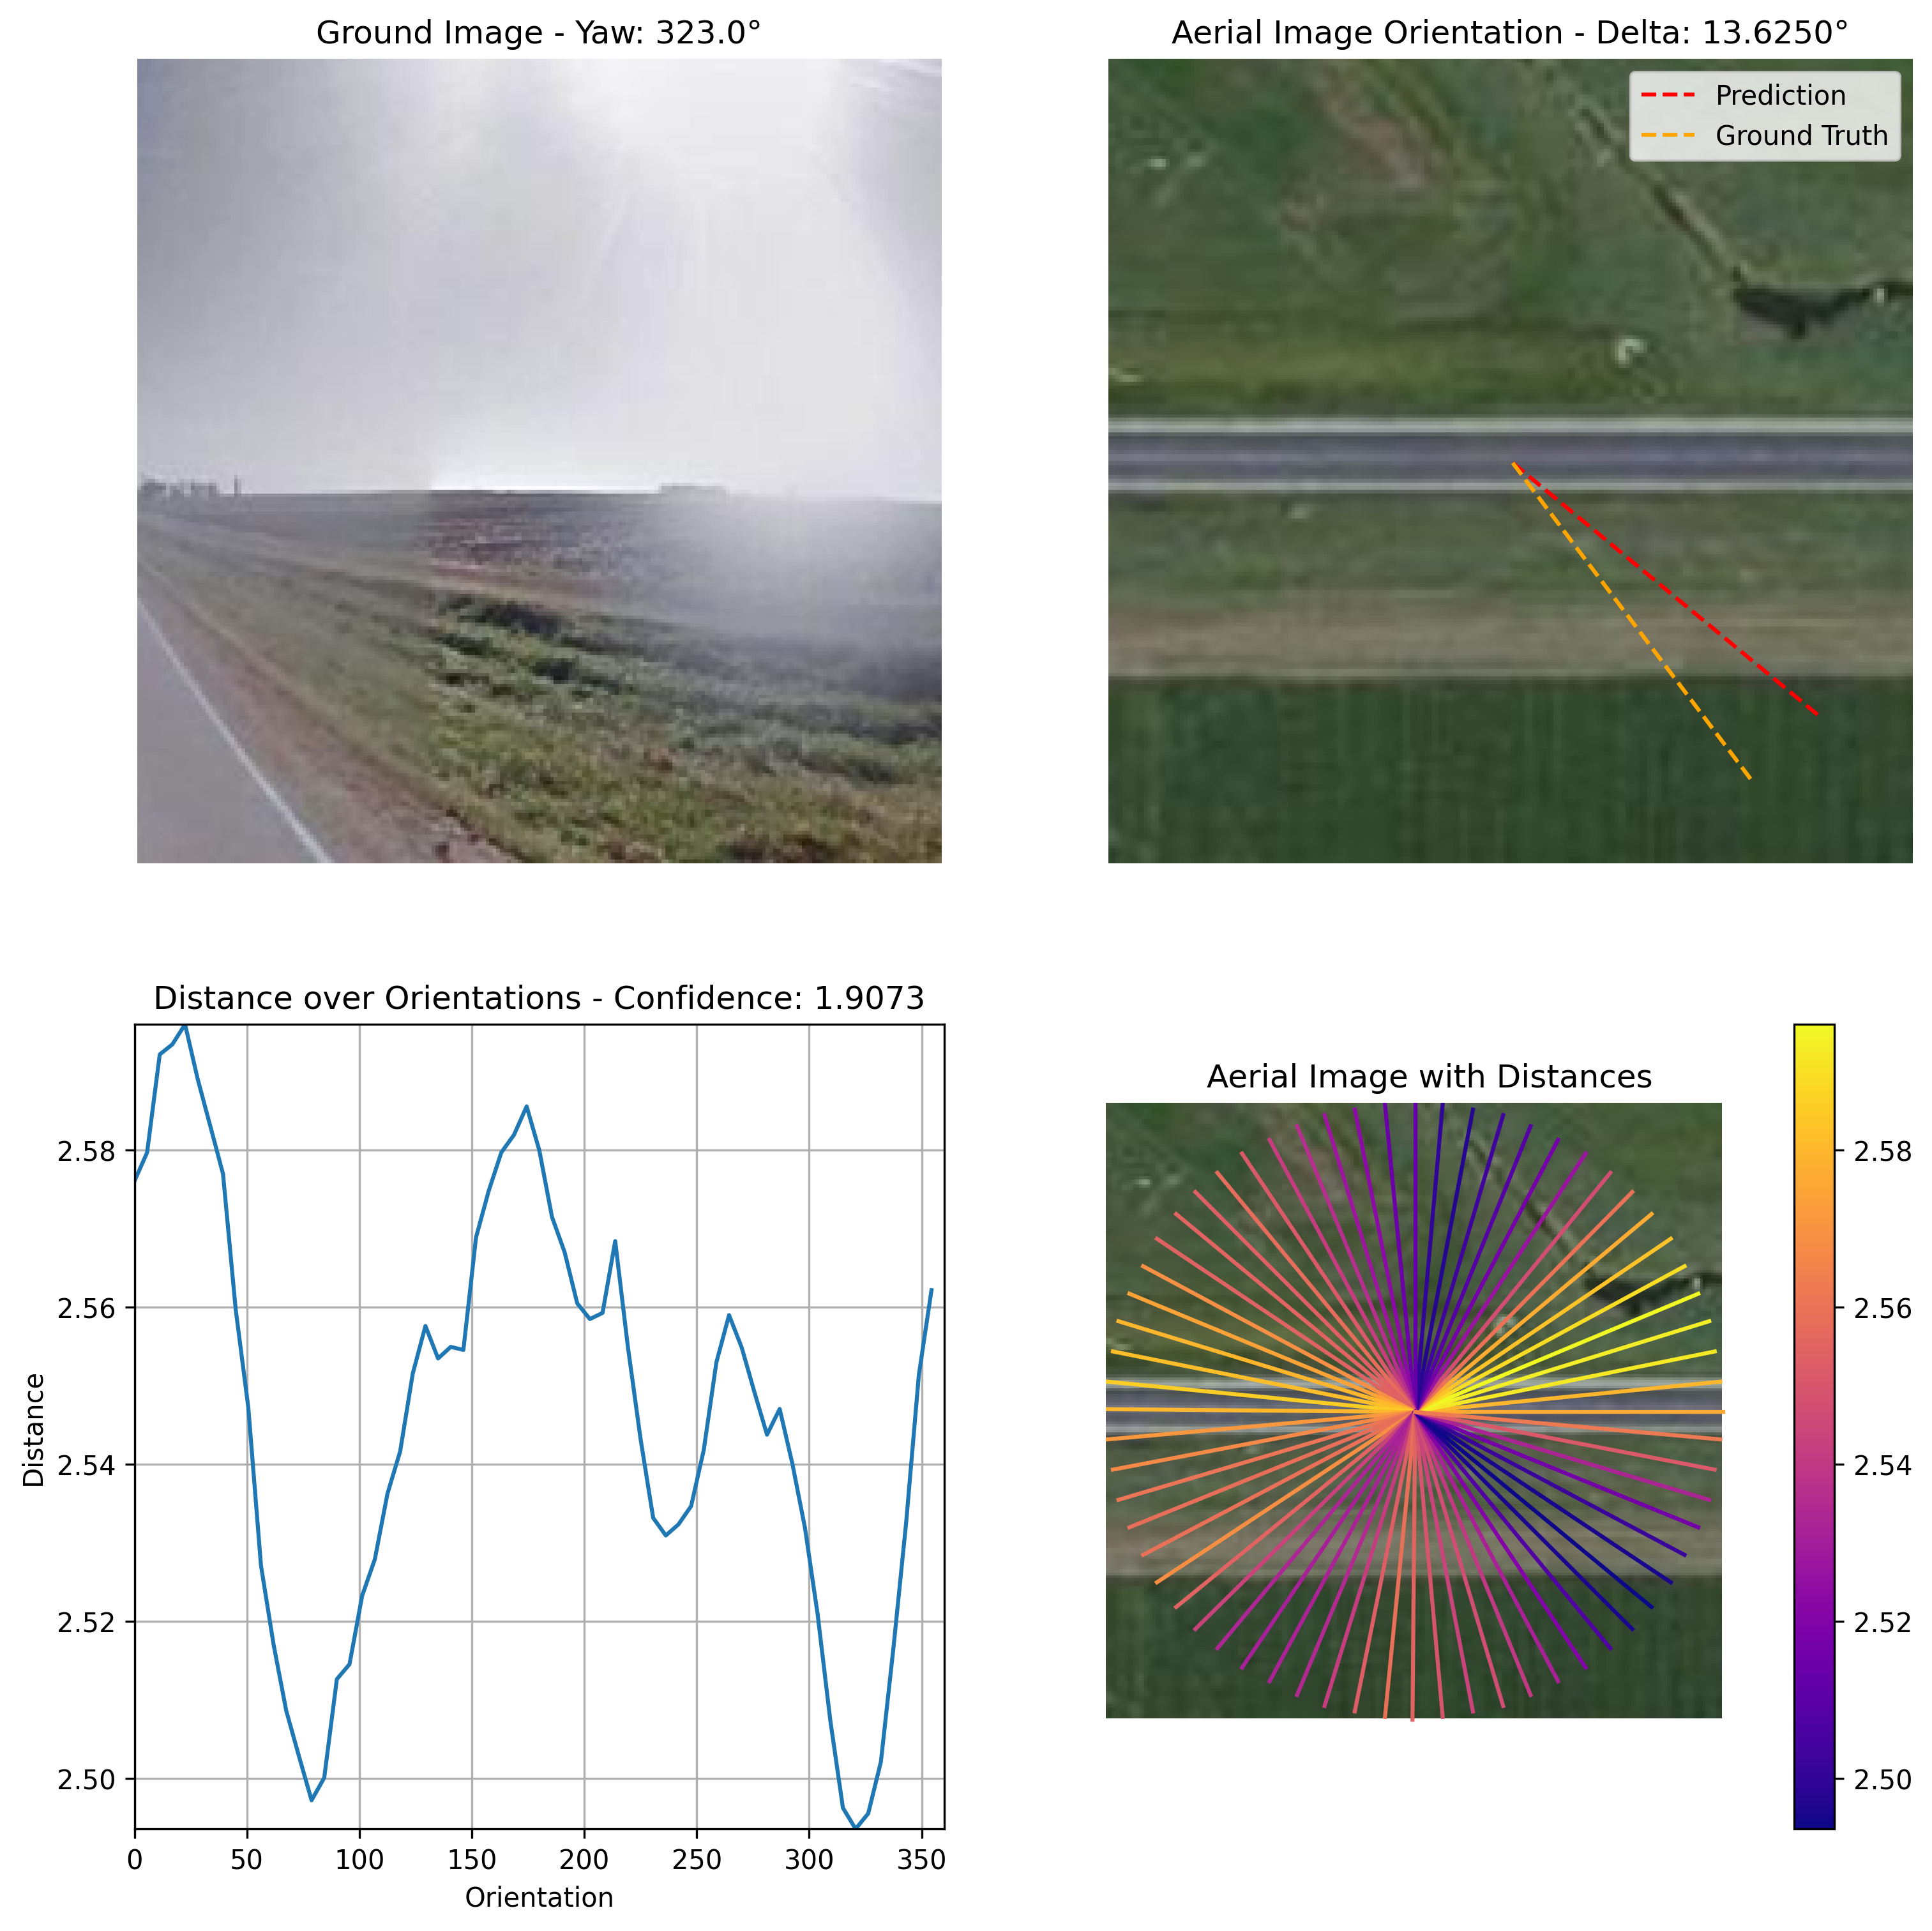 Ground Image - Yaw: 323.0°
Aerial Image Orientation - Delta: 13.6250°
Prediction
Ground Truth
Distance over Orientations - Confidence: 1.9073
2.58
2.56
2.54
2.52
2.50
Distance
0 50 100 150 200 250 300 350
Orientation
Aerial Image with Distances
2.58
2.56
2.54
2.52
2.50